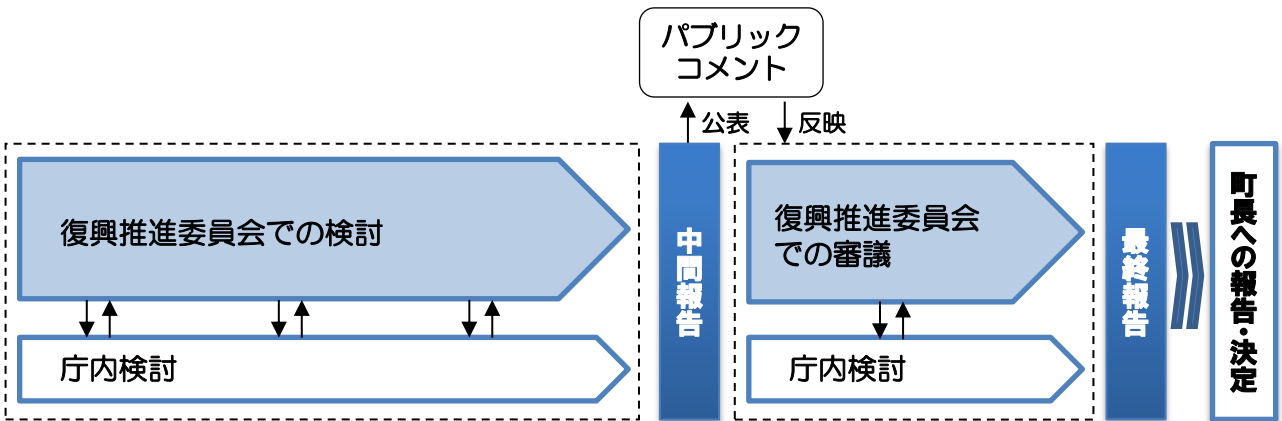 パブリック
コメント
公表
反映
復興推進委員会での検討
庁内検討
中間報告
復興推進委員会
での審議
庁内検討
最終報告
町長への報告・決定